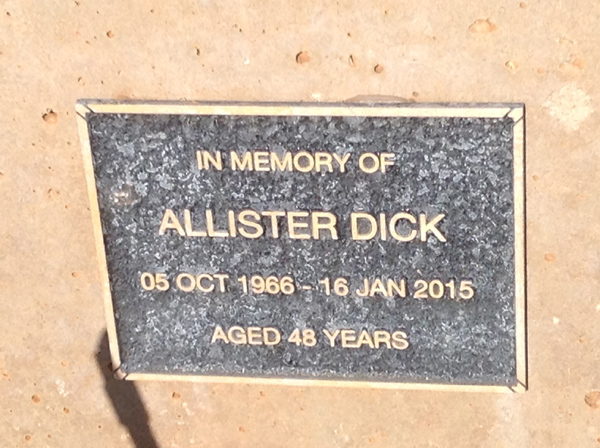 IN MEMORY OF
ALLISTER DICK
05 OCT 1966 - 16 JAN 2015
AGED 48 YEARS